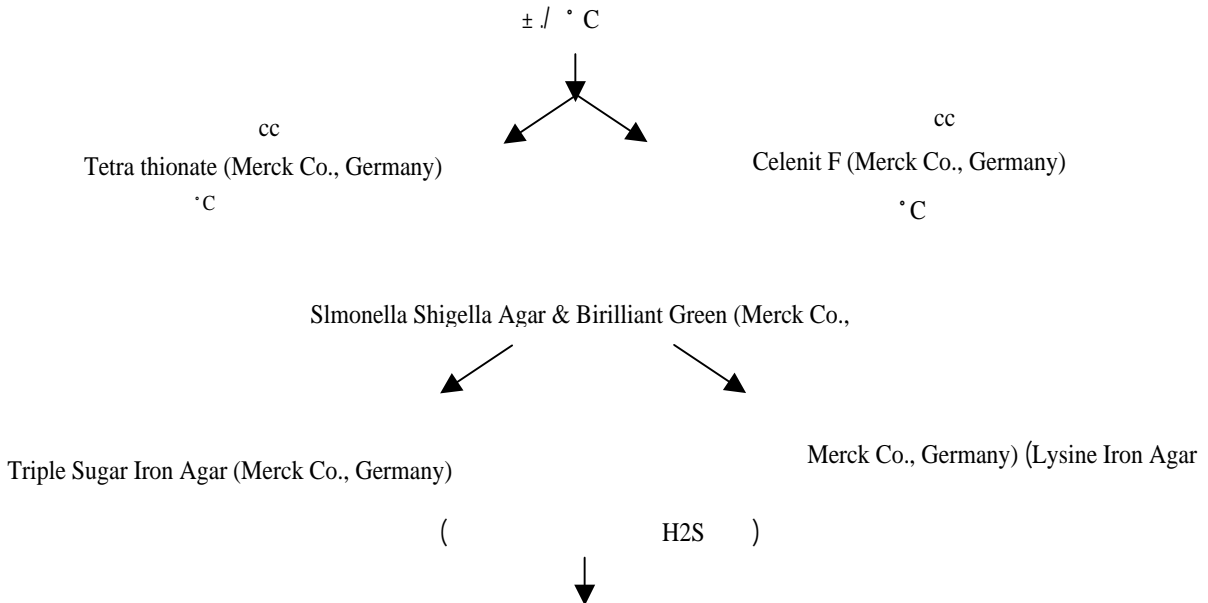 ± ./ ° C
cc
cc
Tetra thionate (Merck Co., Germany)
Celenit F (Merck Co., Germany)
°C
°C
Slmonella Shigella Agar & Birilliant Green (Merck Co.,
Merck Co., Germany) (Lysine Iron Agar
Triple Sugar Iron Agar (Merck Co., Germany)
( H2S )